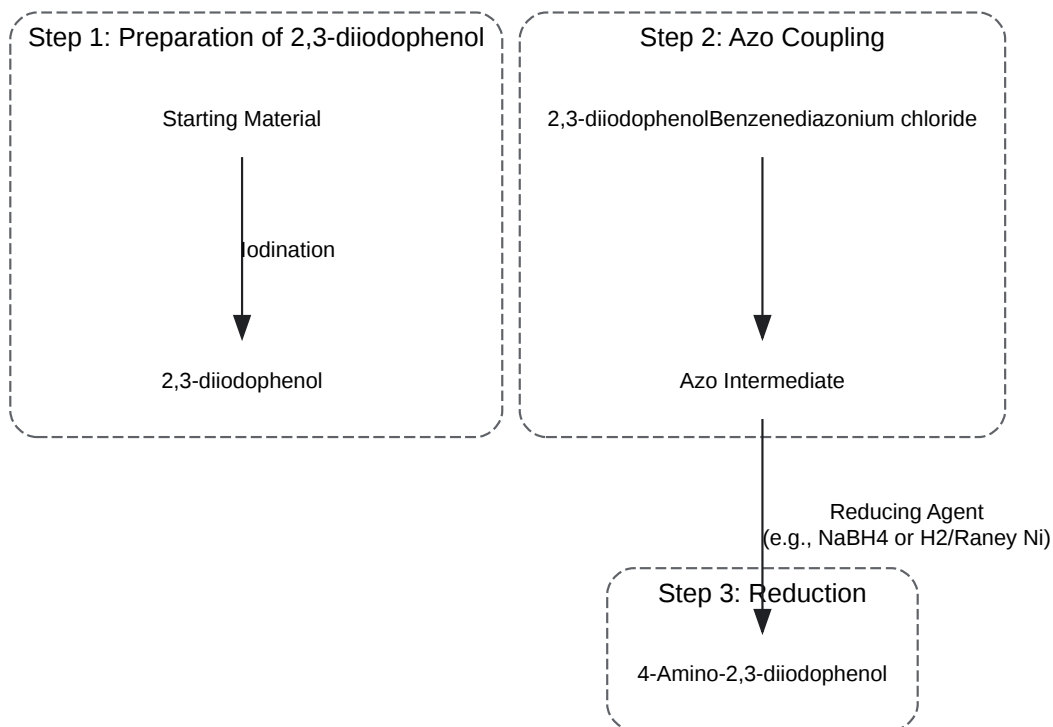 Step 1: Preparation of 2,3-diiodophenol
Starting Material
Iodination
2,3-diiodophenol
Step 2: Azo Coupling
2,3-diiodophenolBenzenediazonium chloride
Azo Intermediate
Reducing Agent
(e.g., NaBH4 or H2/Raney Ni)
Step 3: Reduction
4-Amino-2,3-diiodophenol